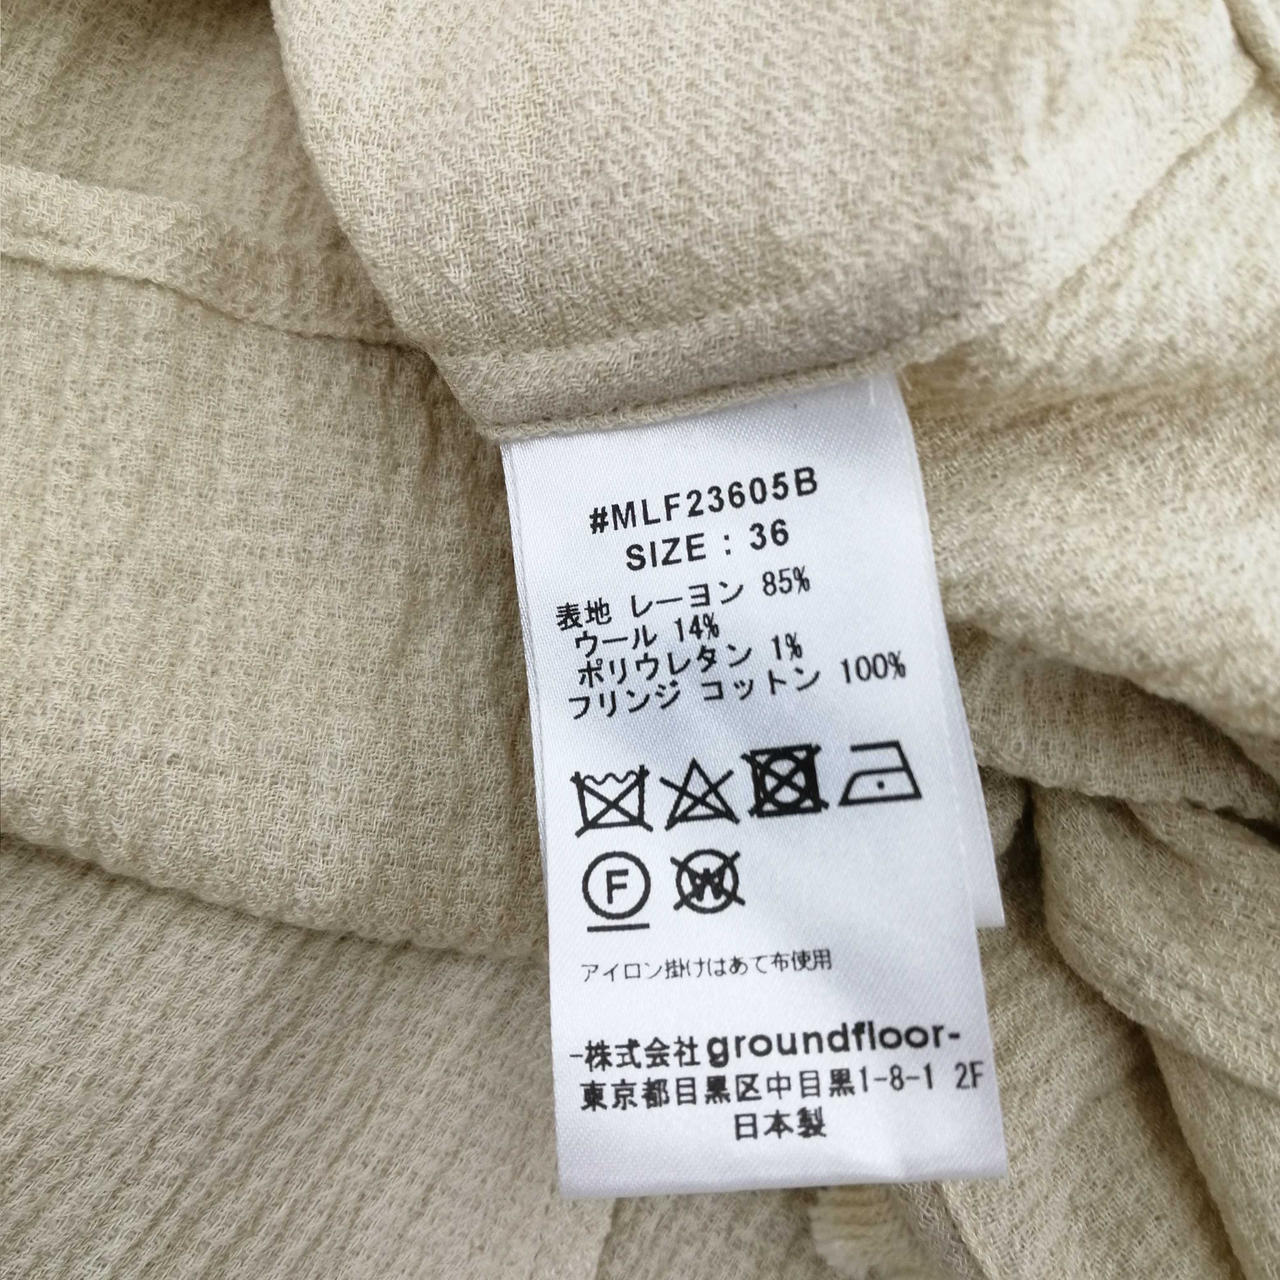 #MLF23605B
SIZE : 36
表地 レーヨン 85%
ウール 14%
ポリウレタン 1%
フリンジ コットン 100%
F
W
アイロン掛けはあて布使用
-株式会社groundfloor-
東京都目黒区中目黒1-8-1 2F
日本製